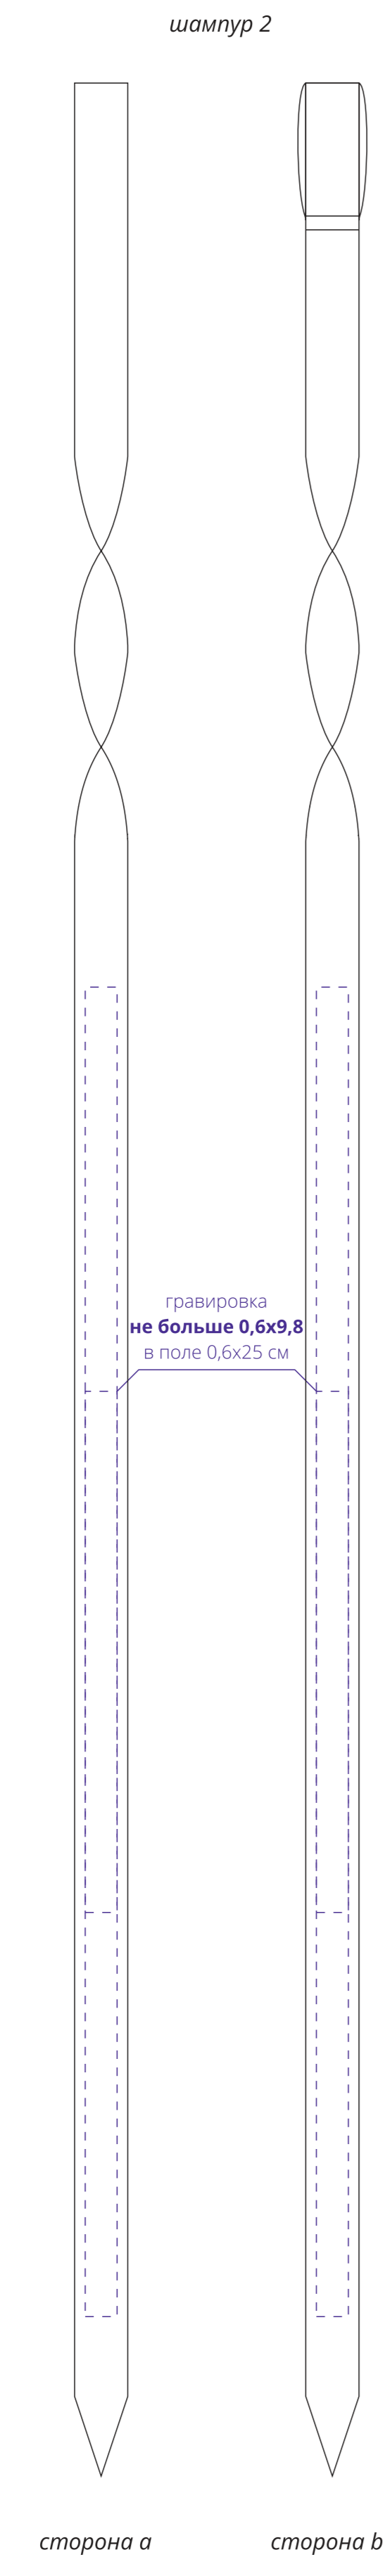 шампур 2
гравировка
не больше 0,6х9,8
в поле 0,6х25 см
сторона a
сторона b